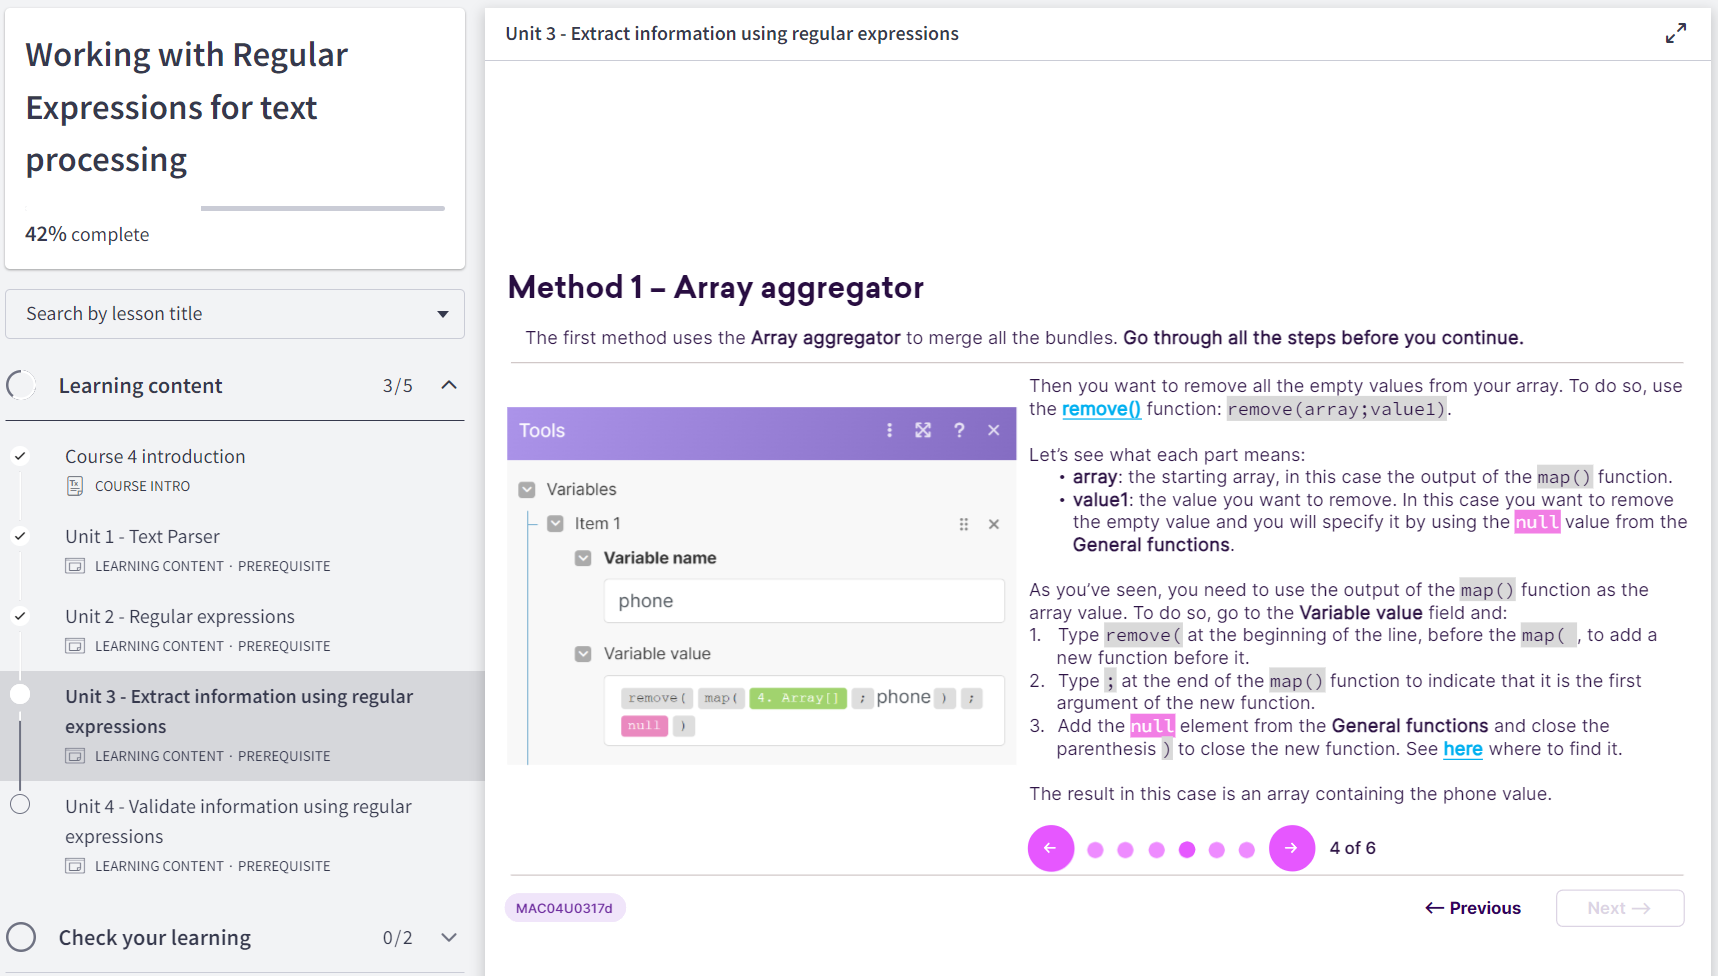 Working with Regular
Expressions for text
processing
42% complete
Search by lesson title
Learning content 3/5
Course 4 introduction
COURSE INTRO
Unit 1 - Text Parser
LEARNING CONTENT · PREREQUISITE
Unit 2 - Regular expressions
LEARNING CONTENT · PREREQUISITE
Unit 3 - Extract information using regular
expressions
LEARNING CONTENT · PREREQUISITE
Unit 4 - Validate information using regular
expressions
LEARNING CONTENT · PREREQUISITE
Check your learning 0/2
Unit 3 - Extract information using regular expressions
Method 1 – Array aggregator
The first method uses the Array aggregator to merge all the bundles. Go through all the steps before you continue.
Tools
?
Variables
Item 1
Variable name
phone
Variable value
remove( map( 4. Array[] ; phone ) ;
null )
Then you want to remove all the empty values from your array. To do so, use
the remove() function: remove(array;value1).
Let’s see what each part means:
• array: the starting array, in this case the output of the map() function.
• value1: the value you want to remove. In this case you want to remove
the empty value and you will specify it by using the null value from the
General functions.
As you’ve seen, you need to use the output of the map() function as the
array value. To do so, go to the Variable value field and:
1. Type remove( at the beginning of the line, before the map( , to add a
new function before it.
2. Type ; at the end of the map() function to indicate that it is the first
argument of the new function.
3. Add the null element from the General functions and close the
parenthesis ) to close the new function. See here where to find it.
The result in this case is an array containing the phone value.
← → 4 of 6
MAC04U0317d
← Previous
Next →